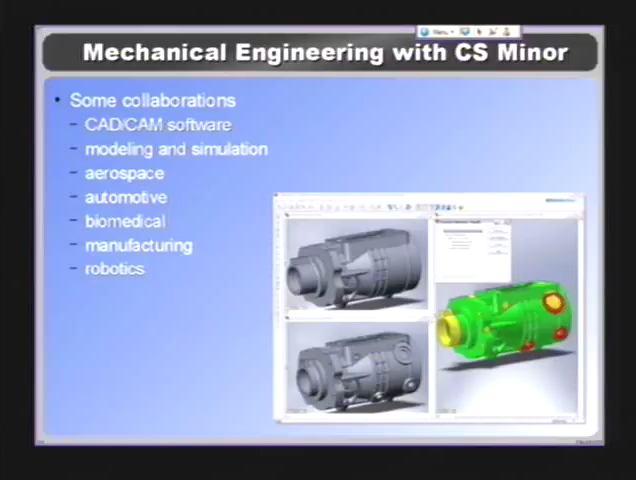 Mechanical Engineering with CS Minor
• Some collaborations
– CAD/CAM software
– modeling and simulation
– aerospace
– automotive
– biomedical
– manufacturing
– robotics